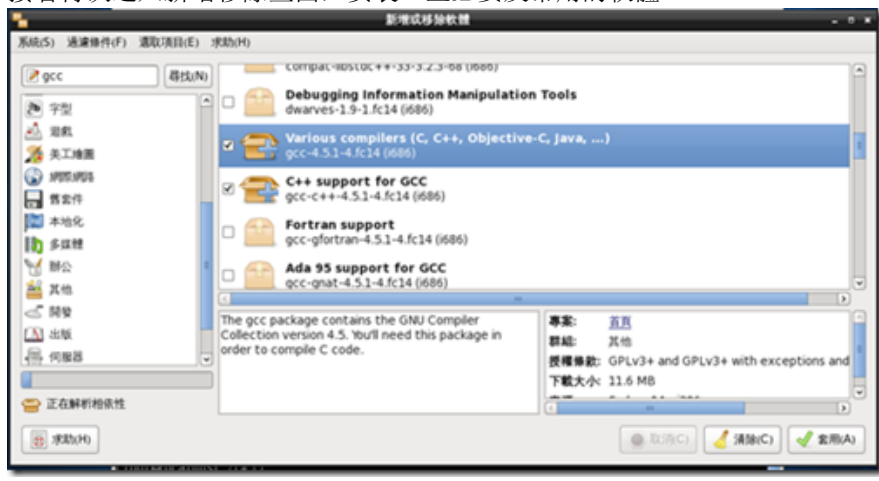 新增或移除軟體
系統(S) 過濾條件(F) 選取項目(E) 求助(H)
gcc
尋找(N)
字型
遊戲
美工繪圖
網際網路
舊套件
本地化
多媒體
辦公
其他
開發
出版
伺服器
正在解析相依性
compat-libstdc++-33-3.2.3-68 (i686)
Debugging Information Manipulation Tools
dwarves-1.9-1.fc14 (i686)
Various compilers (C, C++, Objective-C, Java, ...)
gcc-4.5.1-4.fc14 (i686)
C++ support for GCC
gcc-c++-4.5.1-4.fc14 (i686)
Fortran support
gcc-gfortran-4.5.1-4.fc14 (i686)
Ada 95 support for GCC
gcc-gnat-4.5.1-4.fc14 (i686)
The gcc package contains the GNU Compiler
Collection version 4.5. You'll need this package in
order to compile C code.
專案: 首頁
群組: 其他
授權條款: GPLv3+ and GPLv3+ with exceptions and
下載大小: 11.6 MB
求助(H)
取消(C)
清除(C)
套用(A)